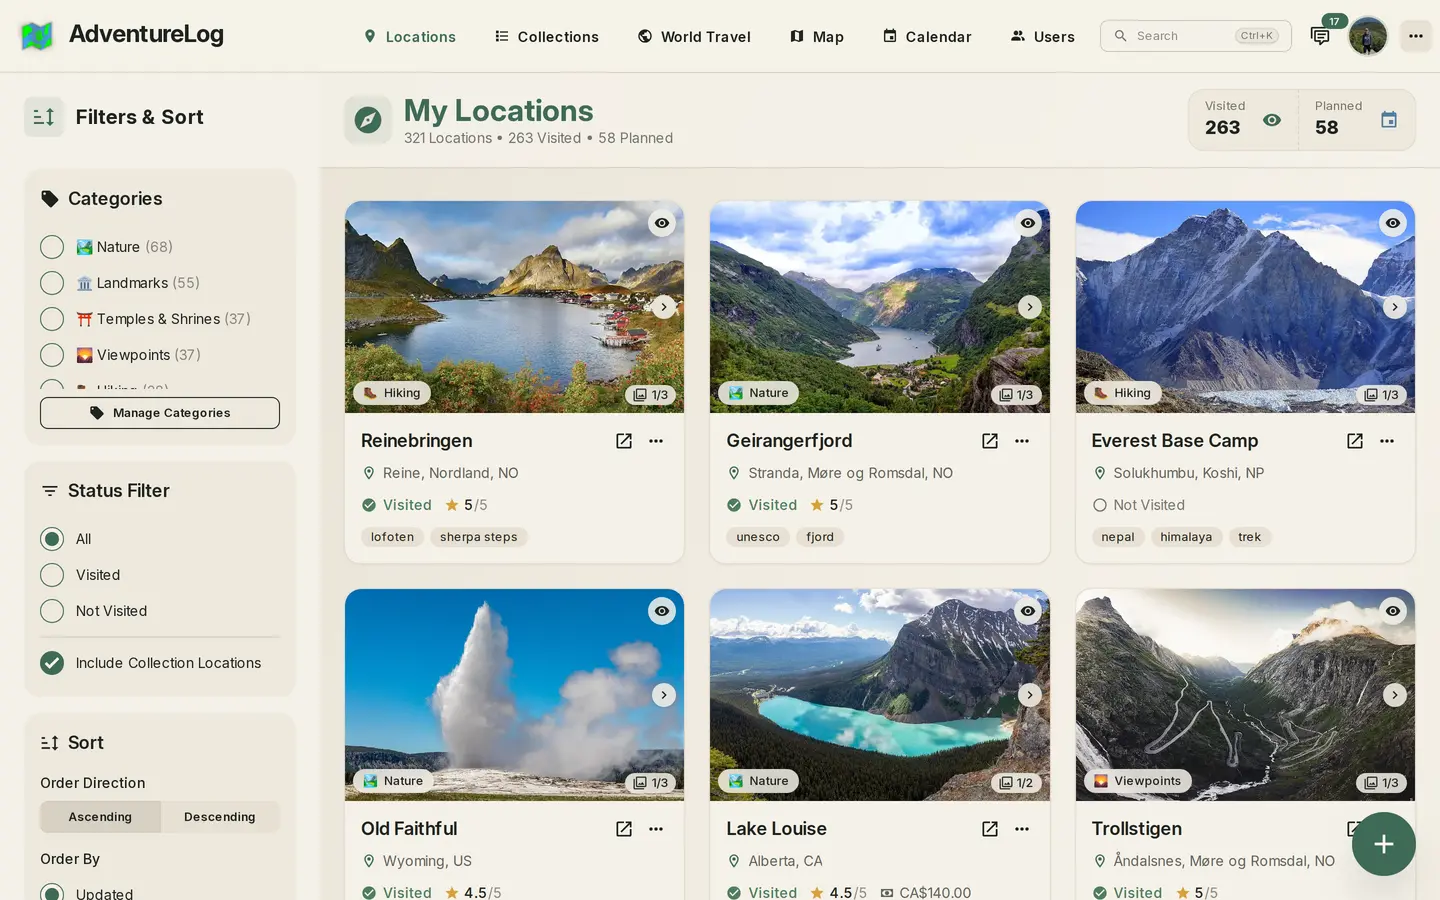 AdventureLog
Locations
Collections
World Travel
Map
Calendar
Users
Search
Ctrl+K
17
Filters & Sort
My Locations
321 Locations • 263 Visited • 58 Planned
Visited
263
Planned
58
Categories
Nature (68)
Landmarks (55)
Temples & Shrines (37)
Viewpoints (37)
Manage Categories
Status Filter
All
Visited
Not Visited
Include Collection Locations
Sort
Order Direction
Ascending
Descending
Order By
Updated
Hiking
1/3
Reinebringen
Reine, Nordland, NO
Visited 5/5
lofoten
sherpa steps
Nature
1/3
Geirangerfjord
Stranda, Møre og Romsdal, NO
Visited 5/5
unesco
fjord
Hiking
1/3
Everest Base Camp
Solukhumbu, Koshi, NP
Not Visited
nepal
himalaya
trek
Nature
1/3
Old Faithful
Wyoming, US
Visited 4.5/5
Nature
1/2
Lake Louise
Alberta, CA
Visited 4.5/5 CA$140.00
Viewpoints
1/3
Trollstigen
Åndalsnes, Møre og Romsdal, NO
Visited 5/5